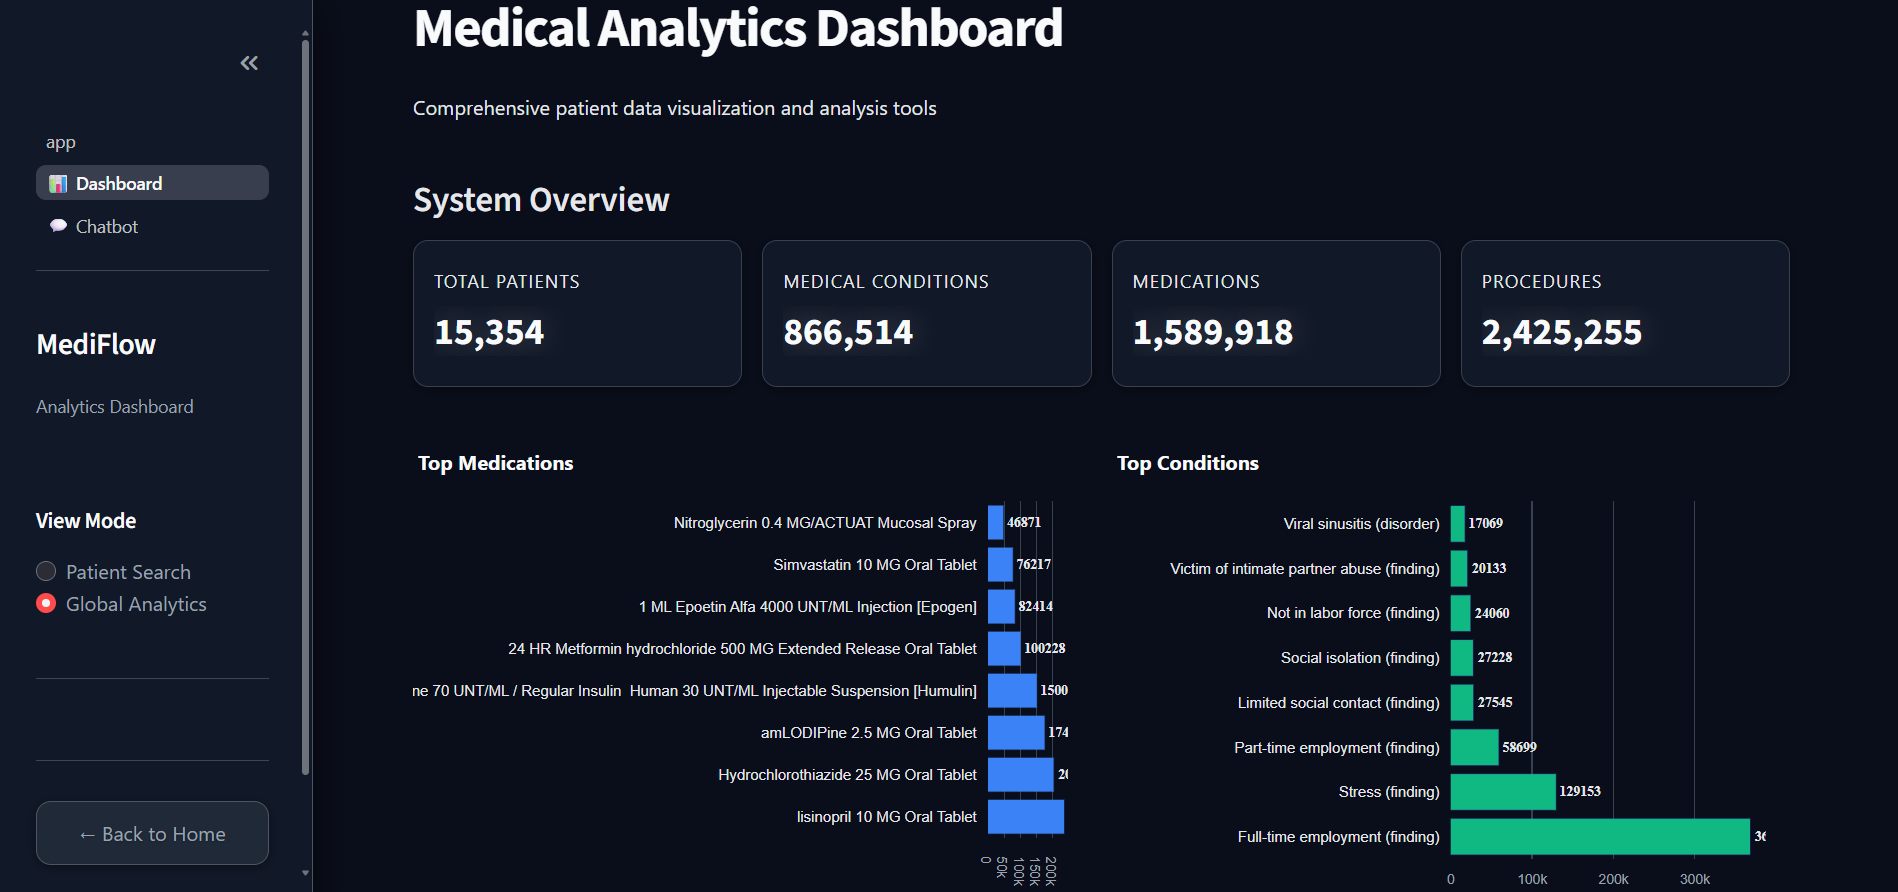 app
Dashboard
Chatbot
MediFlow
Analytics Dashboard
View Mode
Patient Search
Global Analytics
← Back to Home
Medical Analytics Dashboard
Comprehensive patient data visualization and analysis tools
System Overview
TOTAL PATIENTS
15,354
MEDICAL CONDITIONS
866,514
MEDICATIONS
1,589,918
PROCEDURES
2,425,255
Top Medications
Nitroglycerin 0.4 MG/ACTUAT Mucosal Spray 46871
Simvastatin 10 MG Oral Tablet 76217
1 ML Epoetin Alfa 4000 UNT/ML Injection [Epogen] 82414
24 HR Metformin hydrochloride 500 MG Extended Release Oral Tablet 100228
ne 70 UNT/ML / Regular Insulin Human 30 UNT/ML Injectable Suspension [Humulin] 1500
amLODIPine 2.5 MG Oral Tablet 174
Hydrochlorothiazide 25 MG Oral Tablet 20
lisinopril 10 MG Oral Tablet
0 50k 100k 150k 200k
Top Conditions
Viral sinusitis (disorder) 17069
Victim of intimate partner abuse (finding) 20133
Not in labor force (finding) 24060
Social isolation (finding) 27228
Limited social contact (finding) 27545
Part-time employment (finding) 58699
Stress (finding) 129153
Full-time employment (finding) 36
0 100k 200k 300k